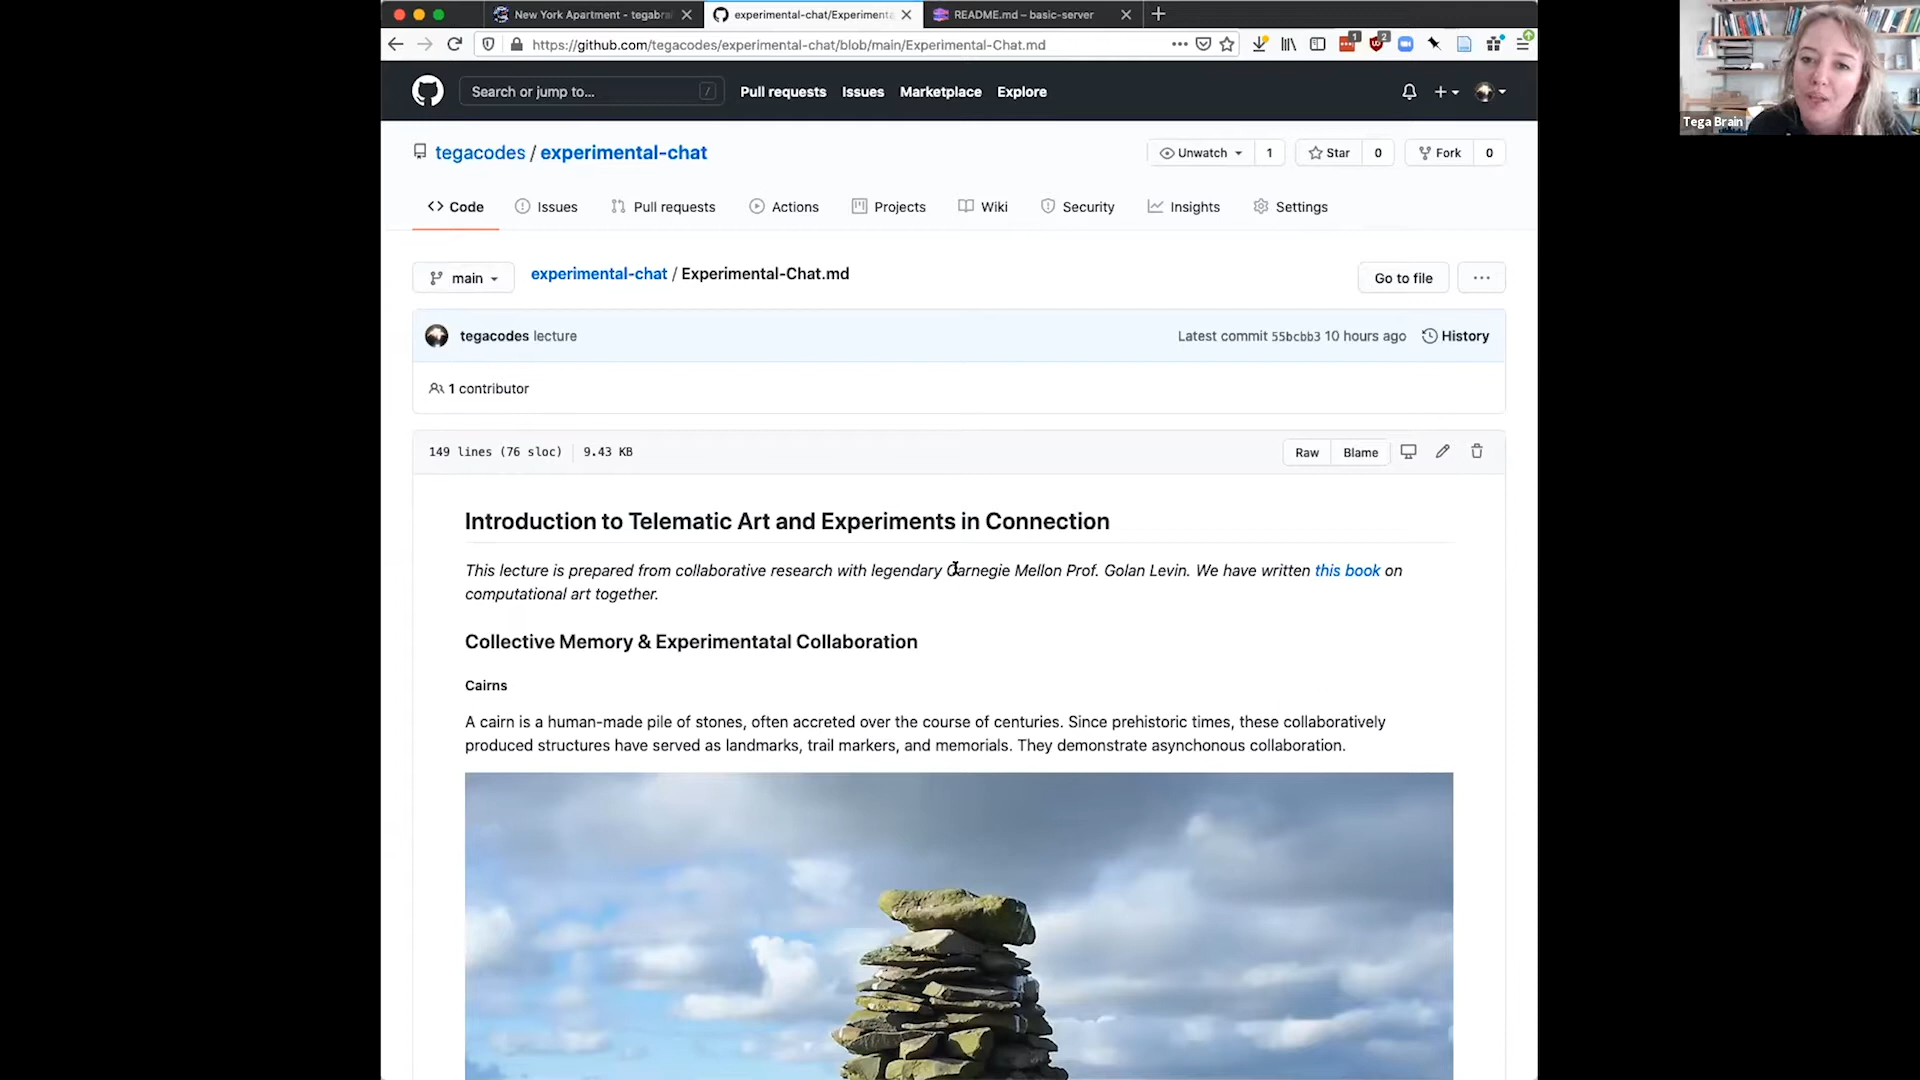 New York Apartment - tegabra
experimental-chat/Experimenta
README.md – basic-server
https://github.com/tegacodes/experimental-chat/blob/main/Experimental-Chat.md
1
2
Tega Brain
Search or jump to... /
Pull requests Issues Marketplace Explore
tegacodes / experimental-chat
Unwatch 1 Star 0 Fork 0
Code Issues Pull requests Actions Projects Wiki Security Insights Settings
main experimental-chat / Experimental-Chat.md Go to file ...
tegacodes lecture Latest commit 55bcbb3 10 hours ago History
1 contributor
149 lines (76 sloc) 9.43 KB Raw Blame
Introduction to Telematic Art and Experiments in Connection
This lecture is prepared from collaborative research with legendary Carnegie Mellon Prof. Golan Levin. We have written this book on
computational art together.
Collective Memory & Experimentatal Collaboration
Cairns
A cairn is a human-made pile of stones, often accreted over the course of centuries. Since prehistoric times, these collaboratively
produced structures have served as landmarks, trail markers, and memorials. They demonstrate asynchonous collaboration.